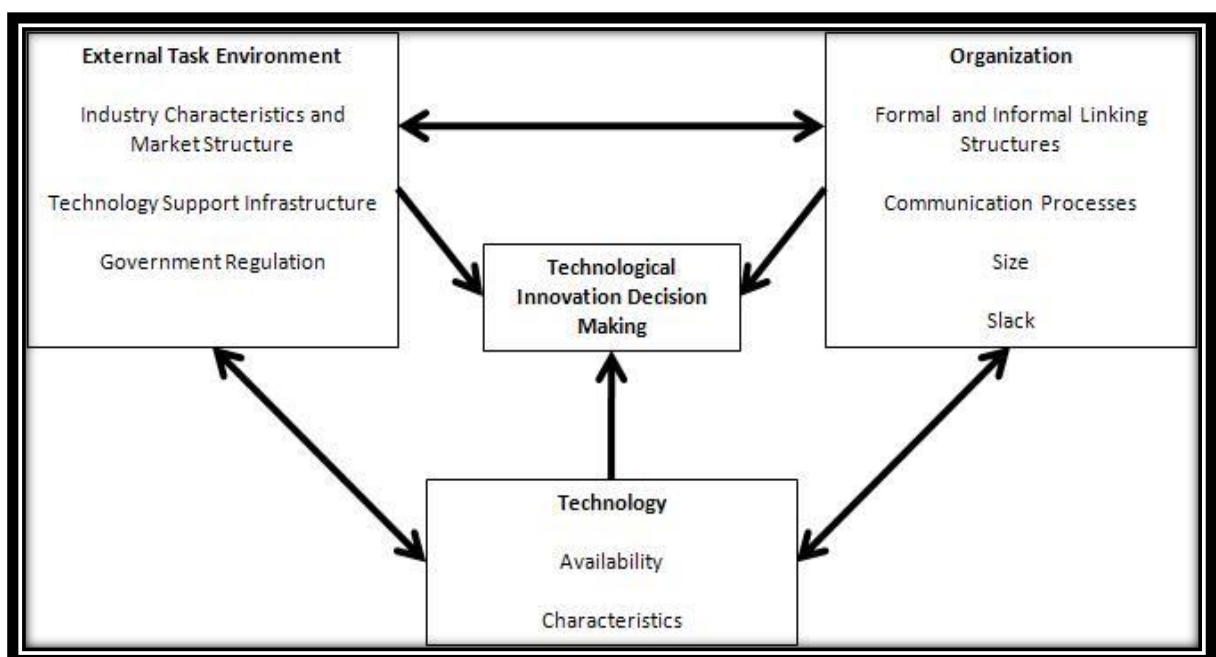 External Task Environment
Industry Characteristics and
Market Structure
Technology Support Infrastructure
Government Regulation
Organization
Formal and Informal Linking
Structures
Communication Processes
Size
Slack
Technological
Innovation Decision
Making
Technology
Availability
Characteristics